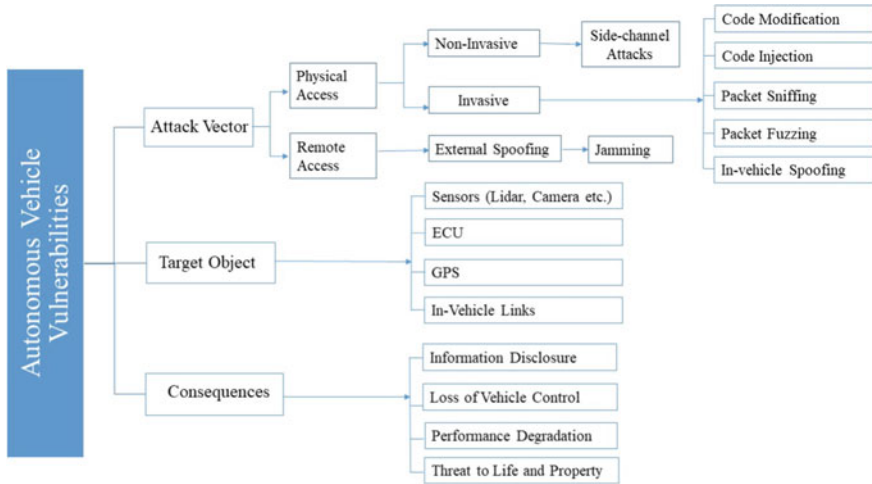 Autonomous Vehicle
Vulnerabilities
Attack Vector
Physical
Access
Non-Invasive
Side-channel
Attacks
Invasive
Code Modification
Code Injection
Packet Sniffing
Packet Fuzzing
In-vehicle Spoofing
Remote
Access
External Spoofing
Jamming
Target Object
Sensors (Lidar, Camera etc.)
ECU
GPS
In-Vehicle Links
Consequences
Information Disclosure
Loss of Vehicle Control
Performance Degradation
Threat to Life and Property